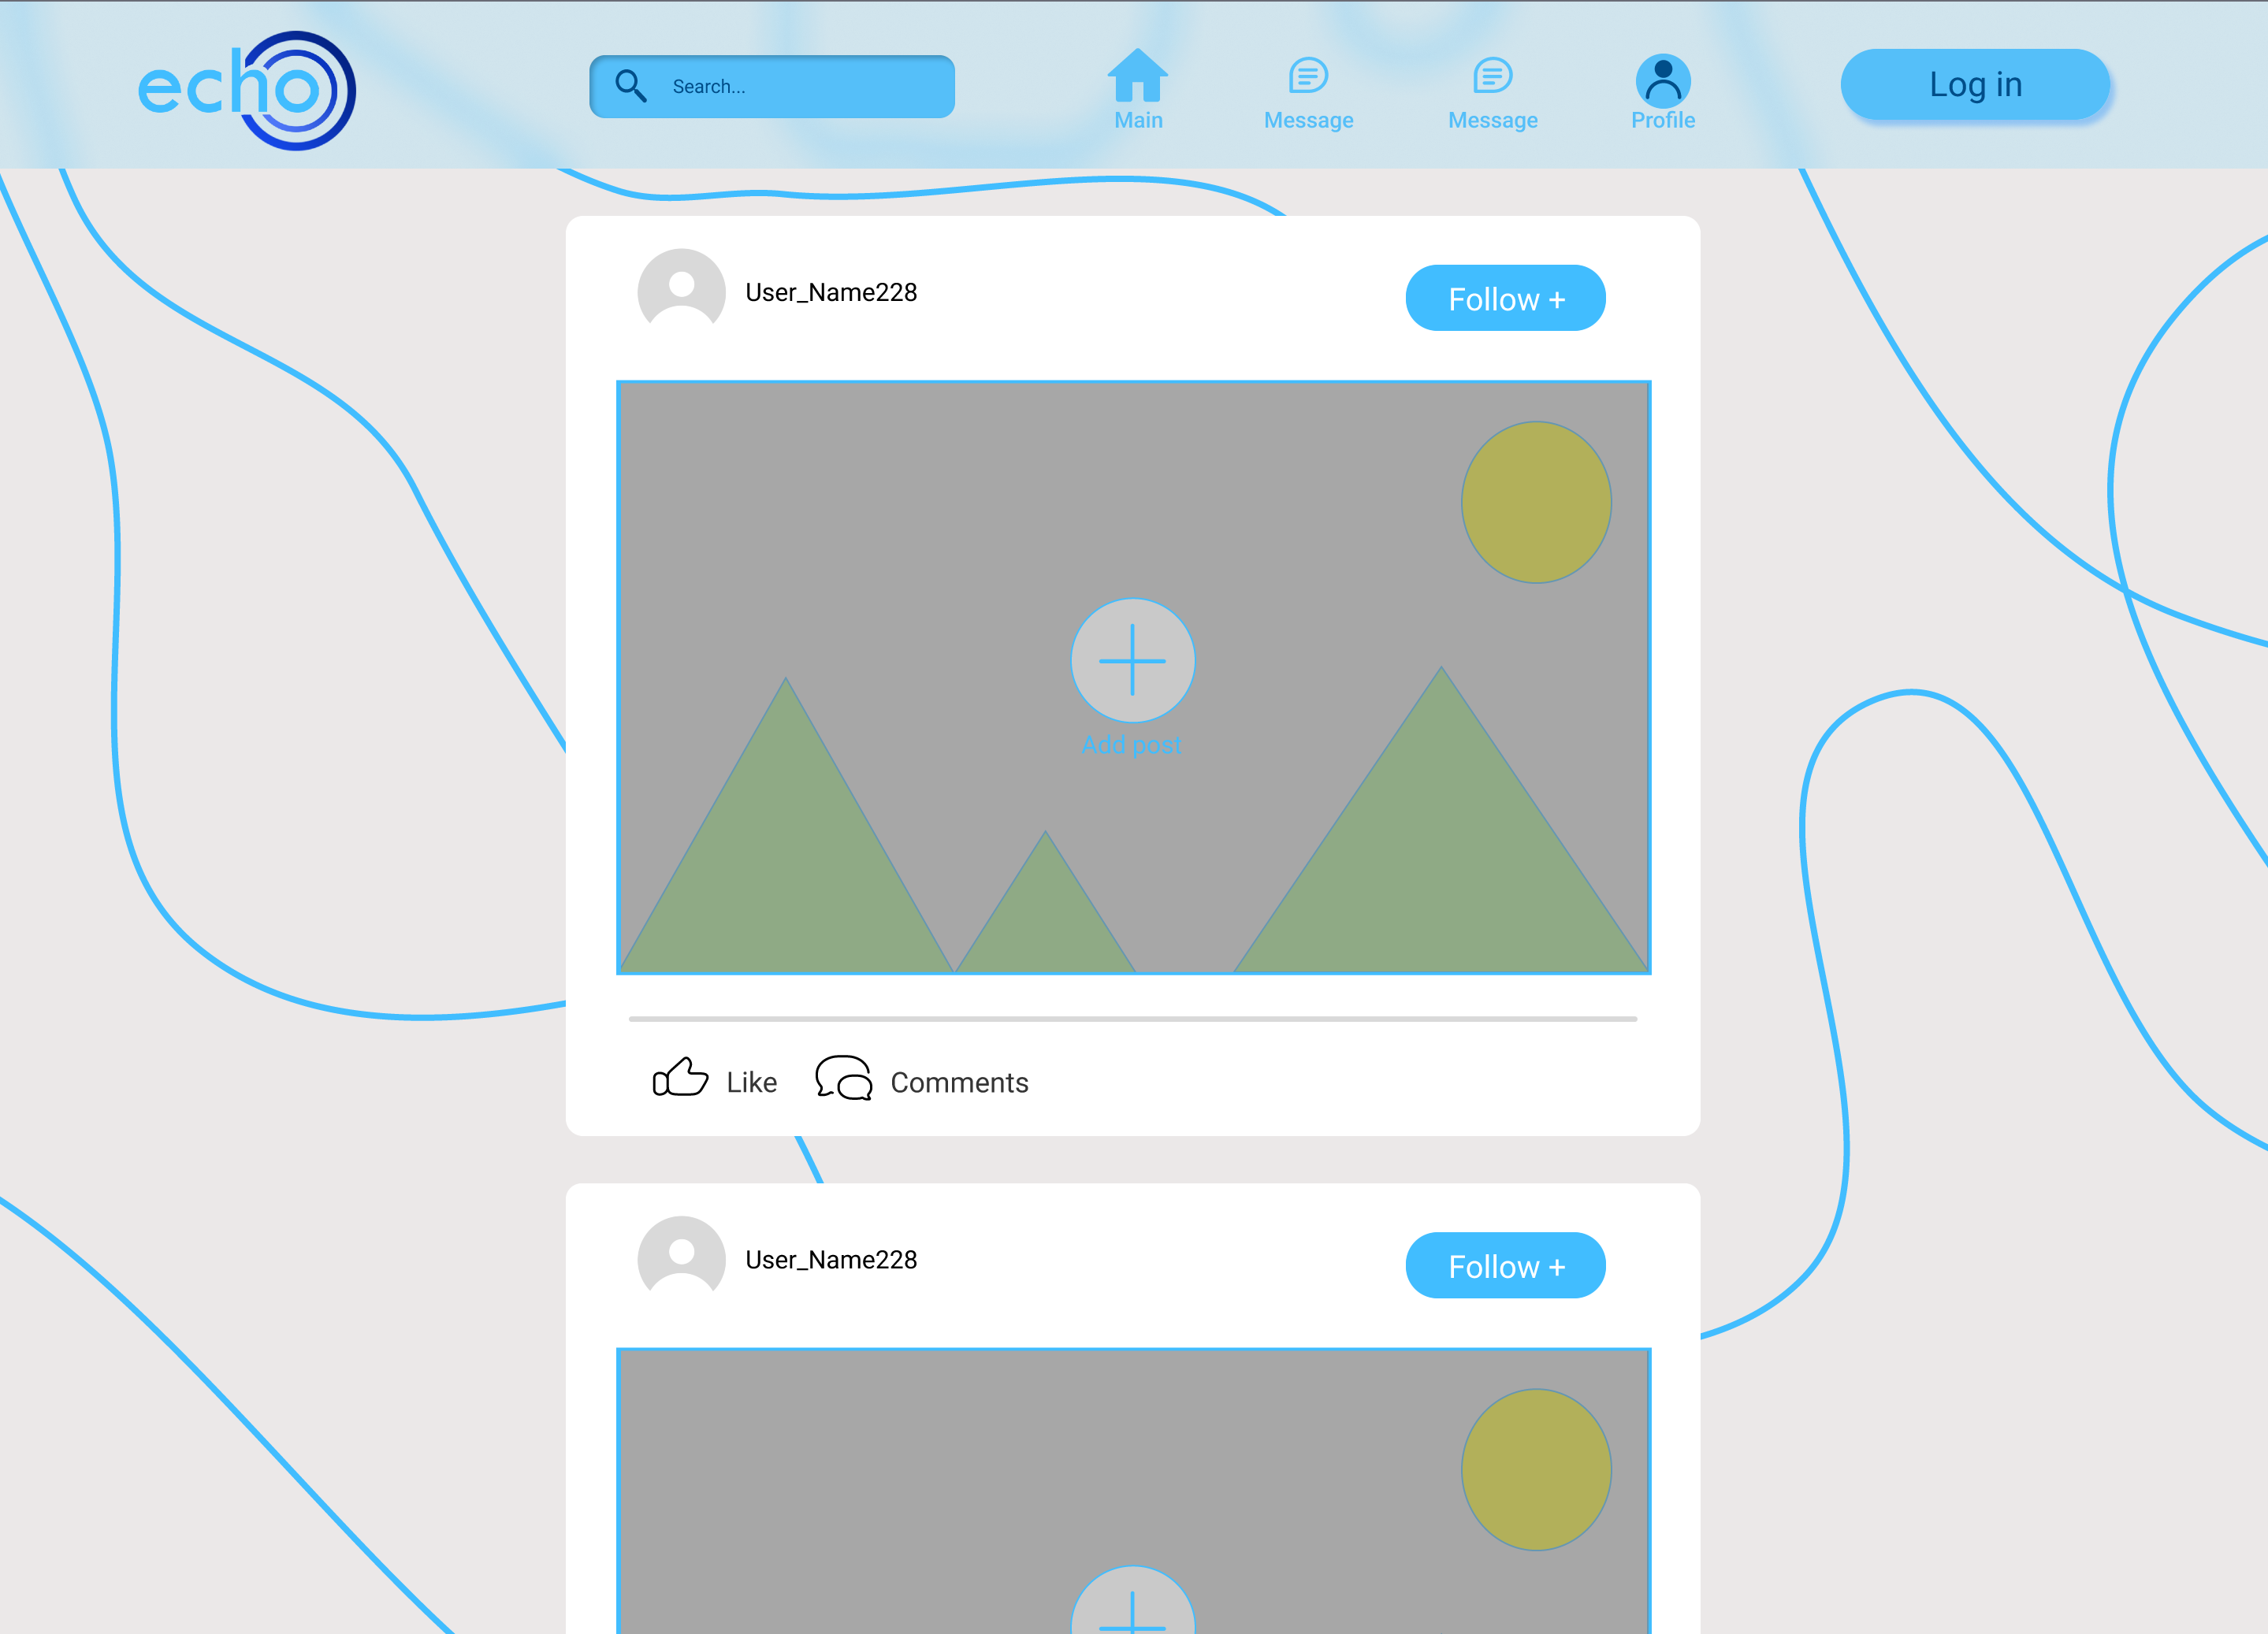 echo
Search...
Main
Message
Message
Profile
Log in
User_Name228
Follow +
Add post
Like
Comments
User_Name228
Follow +